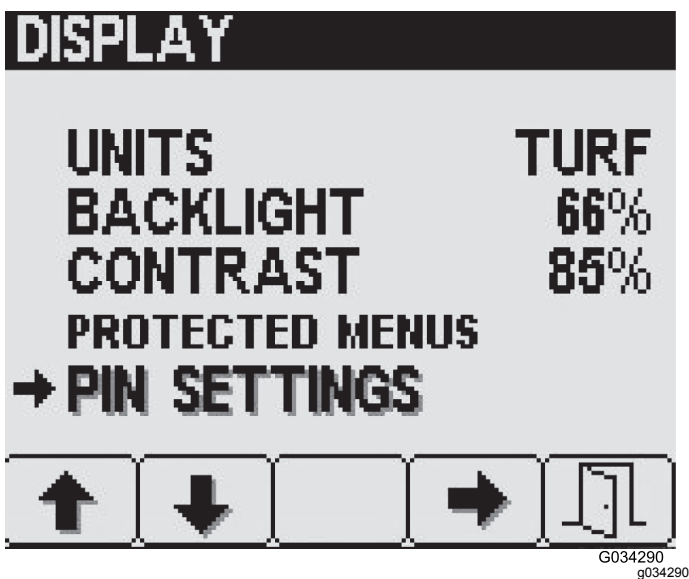 DISPLAY
UNITS TURF
BACKLIGHT 66%
CONTRAST 85%
PROTECTED MENUS
PIN SETTINGS
G034290
g034290